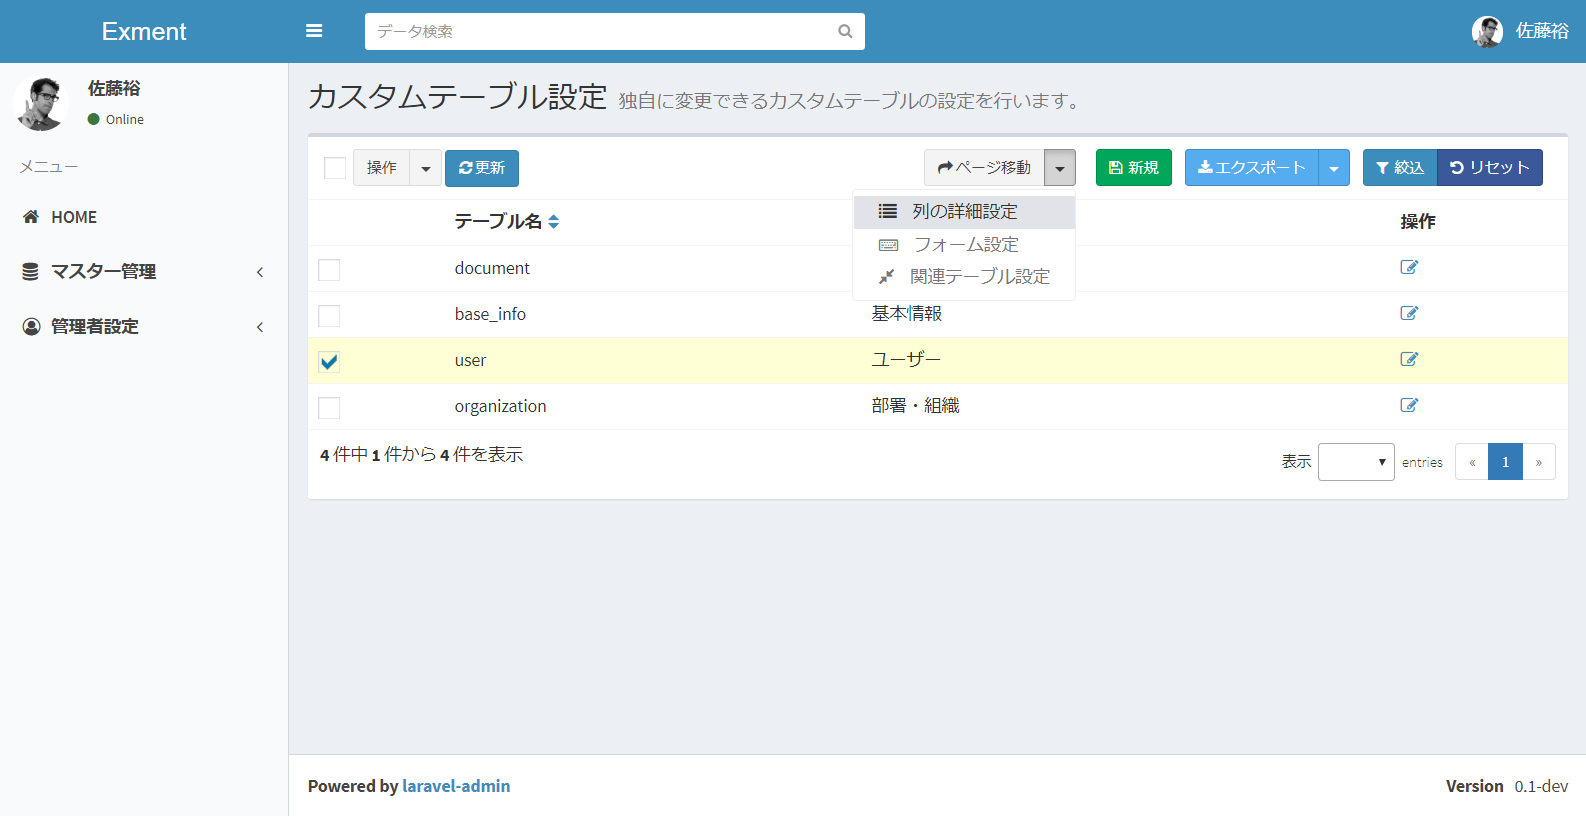 Exment
データ検索
佐藤裕
佐藤裕
Online
メニュー
HOME
マスター管理
管理者設定
カスタムテーブル設定 独自に変更できるカスタムテーブルの設定を行います。
操作 更新 ページ移動 新規 エクスポート 絞込 リセット
列の詳細設定
フォーム設定
関連テーブル設定
テーブル名 操作
document
base_info 基本情報
user ユーザー
organization 部署・組織
4 件中 1 件から 4 件を表示
表示 entries « 1 »
Powered by laravel-admin
Version 0.1-dev